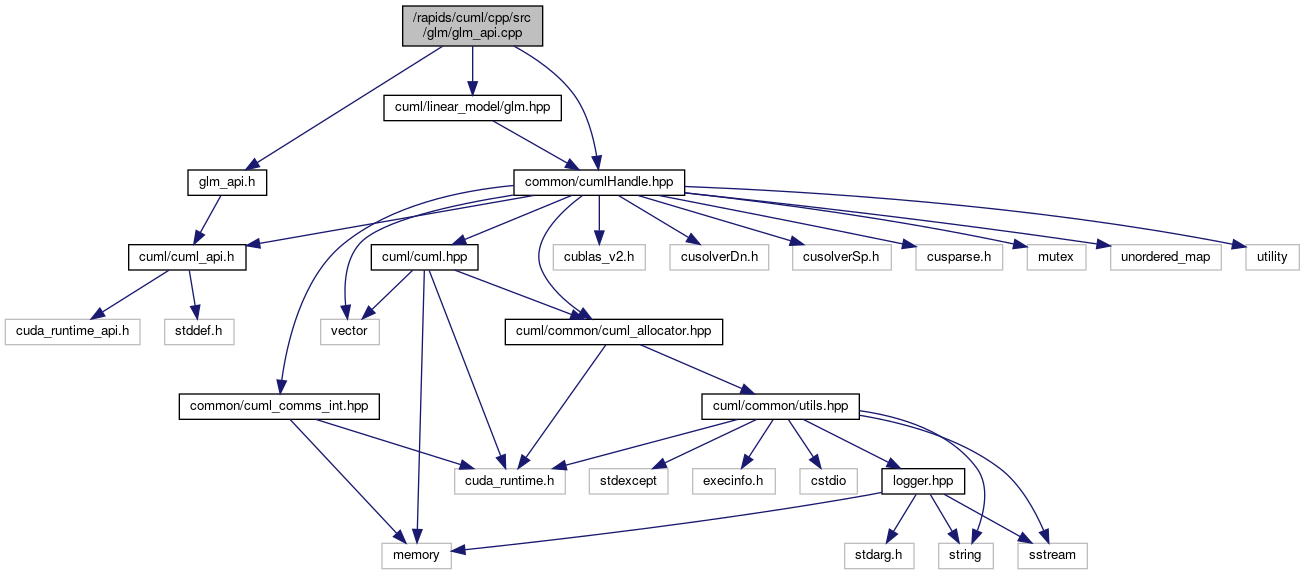 /rapids/cuml/cpp/src
/glm/glm_api.cpp
cuml/linear_model/glm.hpp
glm_api.h
common/cumlHandle.hpp
cuml/cuml_api.h
cuml/cuml.hpp
cublas_v2.h
cusolverDn.h
cusolverSp.h
cusparse.h
mutex
unordered_map
utility
cuda_runtime_api.h
stddef.h
vector
cuml/common/cuml_allocator.hpp
common/cuml_comms_int.hpp
cuml/common/utils.hpp
cuda_runtime.h
stdexcept
execinfo.h
cstdio
logger.hpp
memory
stdarg.h
string
sstream